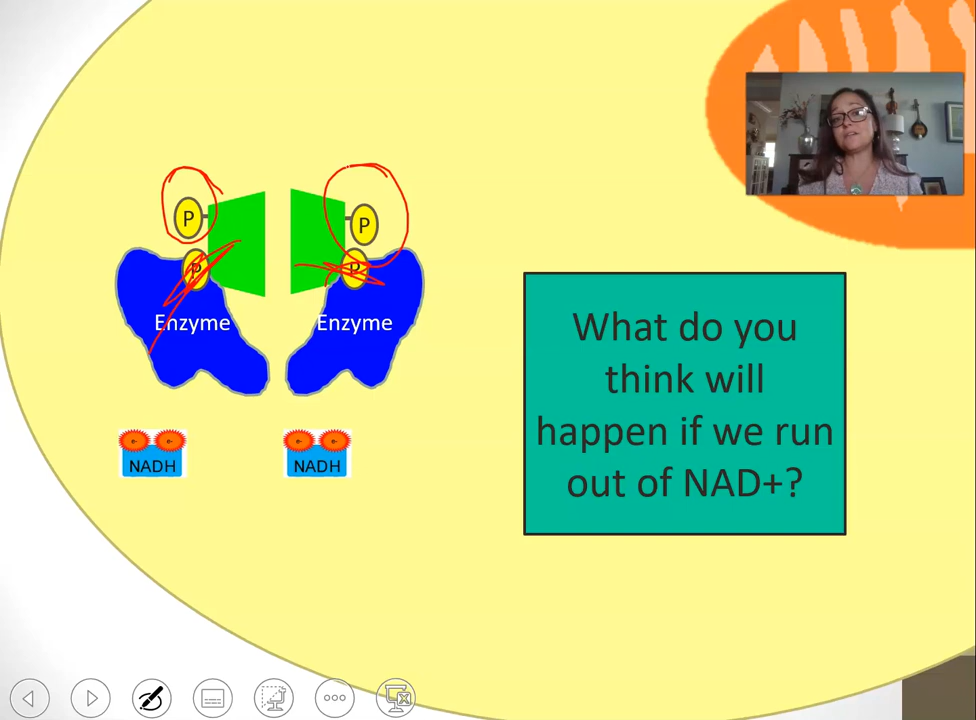 P
P
P
P
Enzyme
Enzyme
e-
e-
e-
e-
NADH
NADH
What do you
think will
happen if we run
out of NAD+?